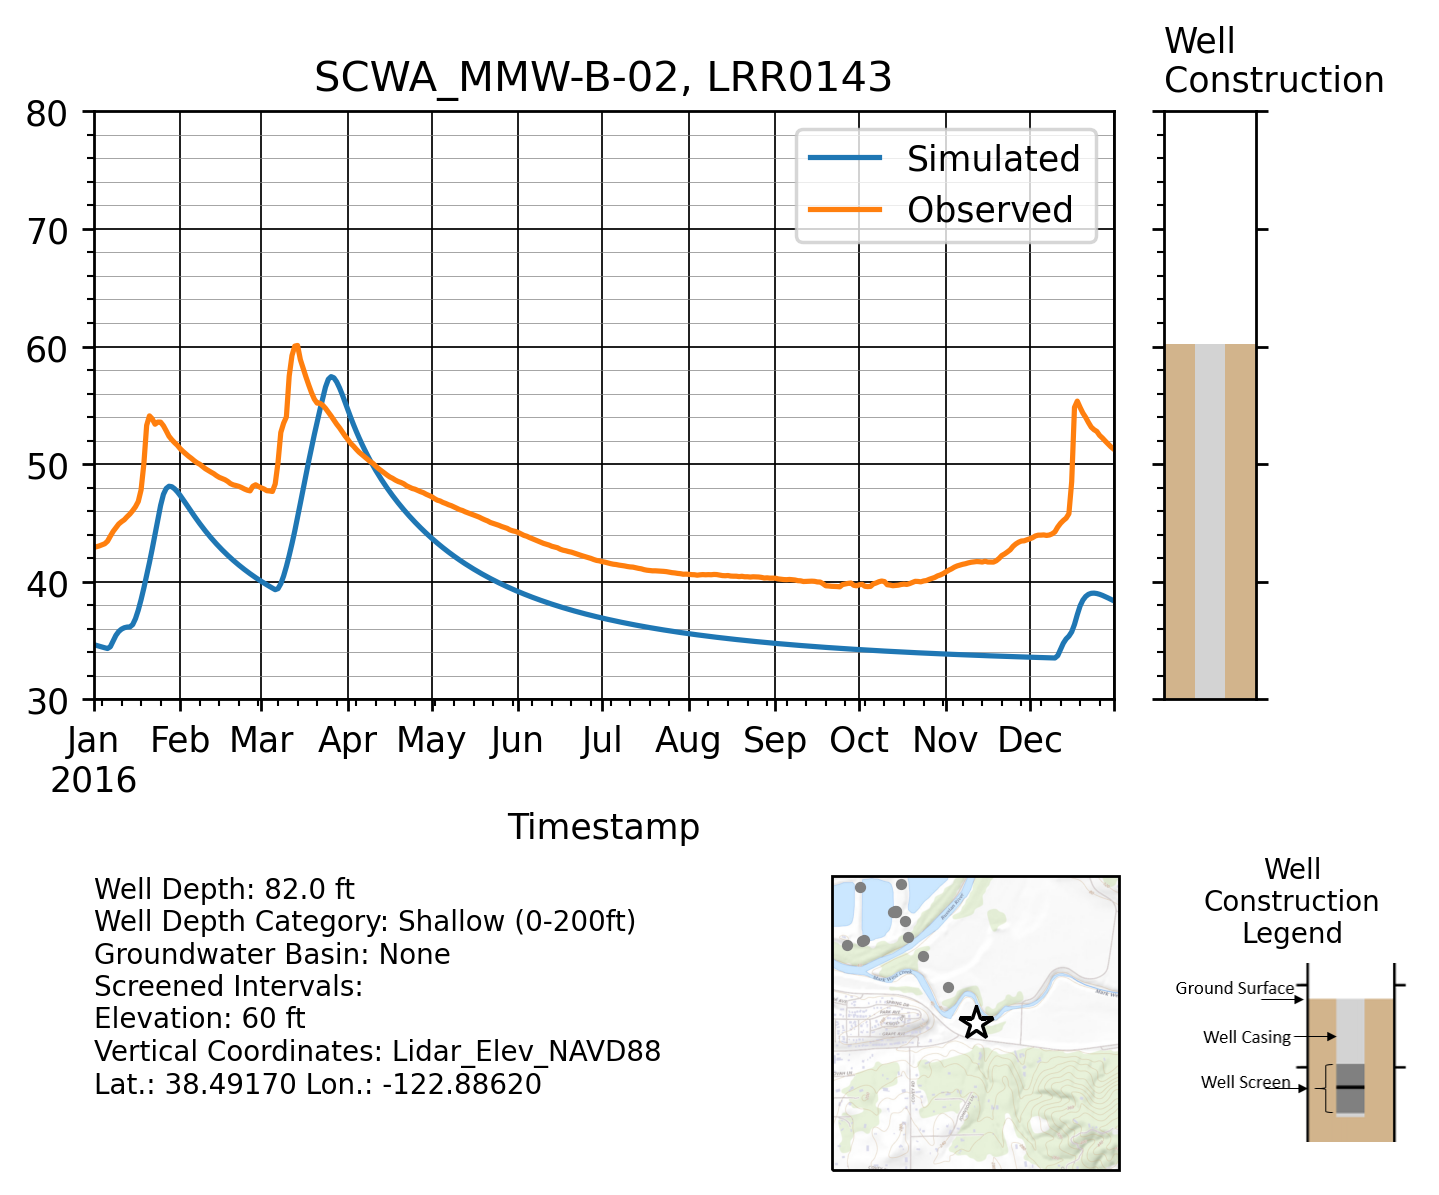 Well
Construction
SCWA_MMW-B-02, LRR0143
80
70
60
50
40
30
Simulated
Observed
Jan
2016
Feb
Mar
Apr
May
Jun
Jul
Aug
Sep
Oct
Nov
Dec
Timestamp
Well Depth: 82.0 ft
Well Depth Category: Shallow (0-200ft)
Groundwater Basin: None
Screened Intervals:
Elevation: 60 ft
Vertical Coordinates: Lidar_Elev_NAVD88
Lat.: 38.49170 Lon.: -122.88620
Well
Construction
Legend
Ground Surface
Well Casing
Well Screen